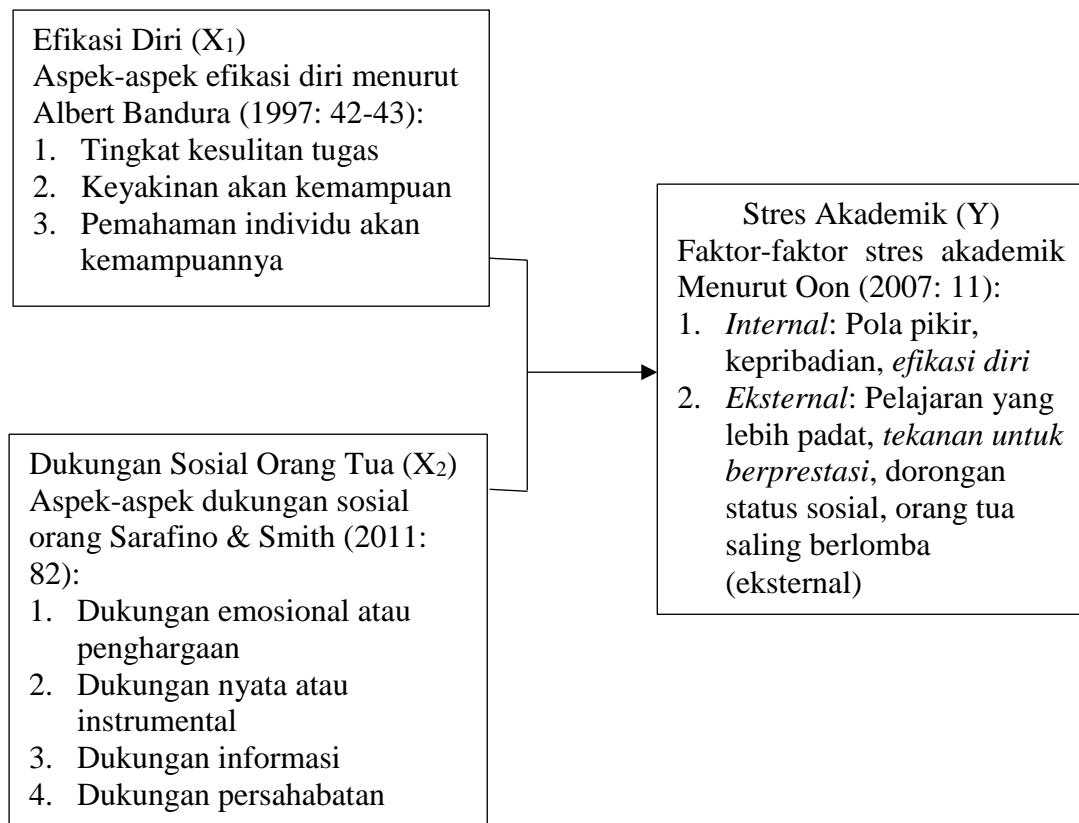 Efikasi Diri (X₁)
Aspek-aspek efikasi diri menurut
Albert Bandura (1997: 42-43):
1. Tingkat kesulitan tugas
2. Keyakinan akan kemampuan
3. Pemahaman individu akan
kemampuannya
Dukungan Sosial Orang Tua (X₂)
Aspek-aspek dukungan sosial
orang Sarafino & Smith (2011:
82):
1. Dukungan emosional atau
penghargaan
2. Dukungan nyata atau
instrumental
3. Dukungan informasi
4. Dukungan persahabatan
Stres Akademik (Y)
Faktor-faktor stres akademik
Menurut Oon (2007: 11):
1. Internal: Pola pikir,
kepribadian, efikasi diri
2. Eksternal: Pelajaran yang
lebih padat, tekanan untuk
berprestasi, dorongan
status sosial, orang tua
saling berlomba
(eksternal)